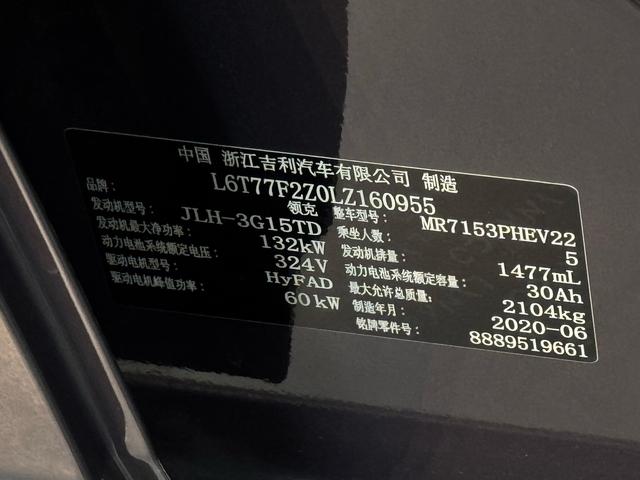 中国 浙江吉利汽车有限公司 制造
L6T77F2Z0LZ160955
品牌: 领克 整车型号: MR7153PHEV22
发动机型号: JLH-3G15TD 乘坐人数: 5
发动机最大净功率: 132kW 发动机排量: 1477mL
动力电池系统额定电压: 324V 动力电池系统额定容量: 30Ah
驱动电机型号: HyFAD 最大允许总质量: 2104kg
驱动电机峰值功率: 60kW 制造年月: 2020-06
铭牌零件号: 8889519661